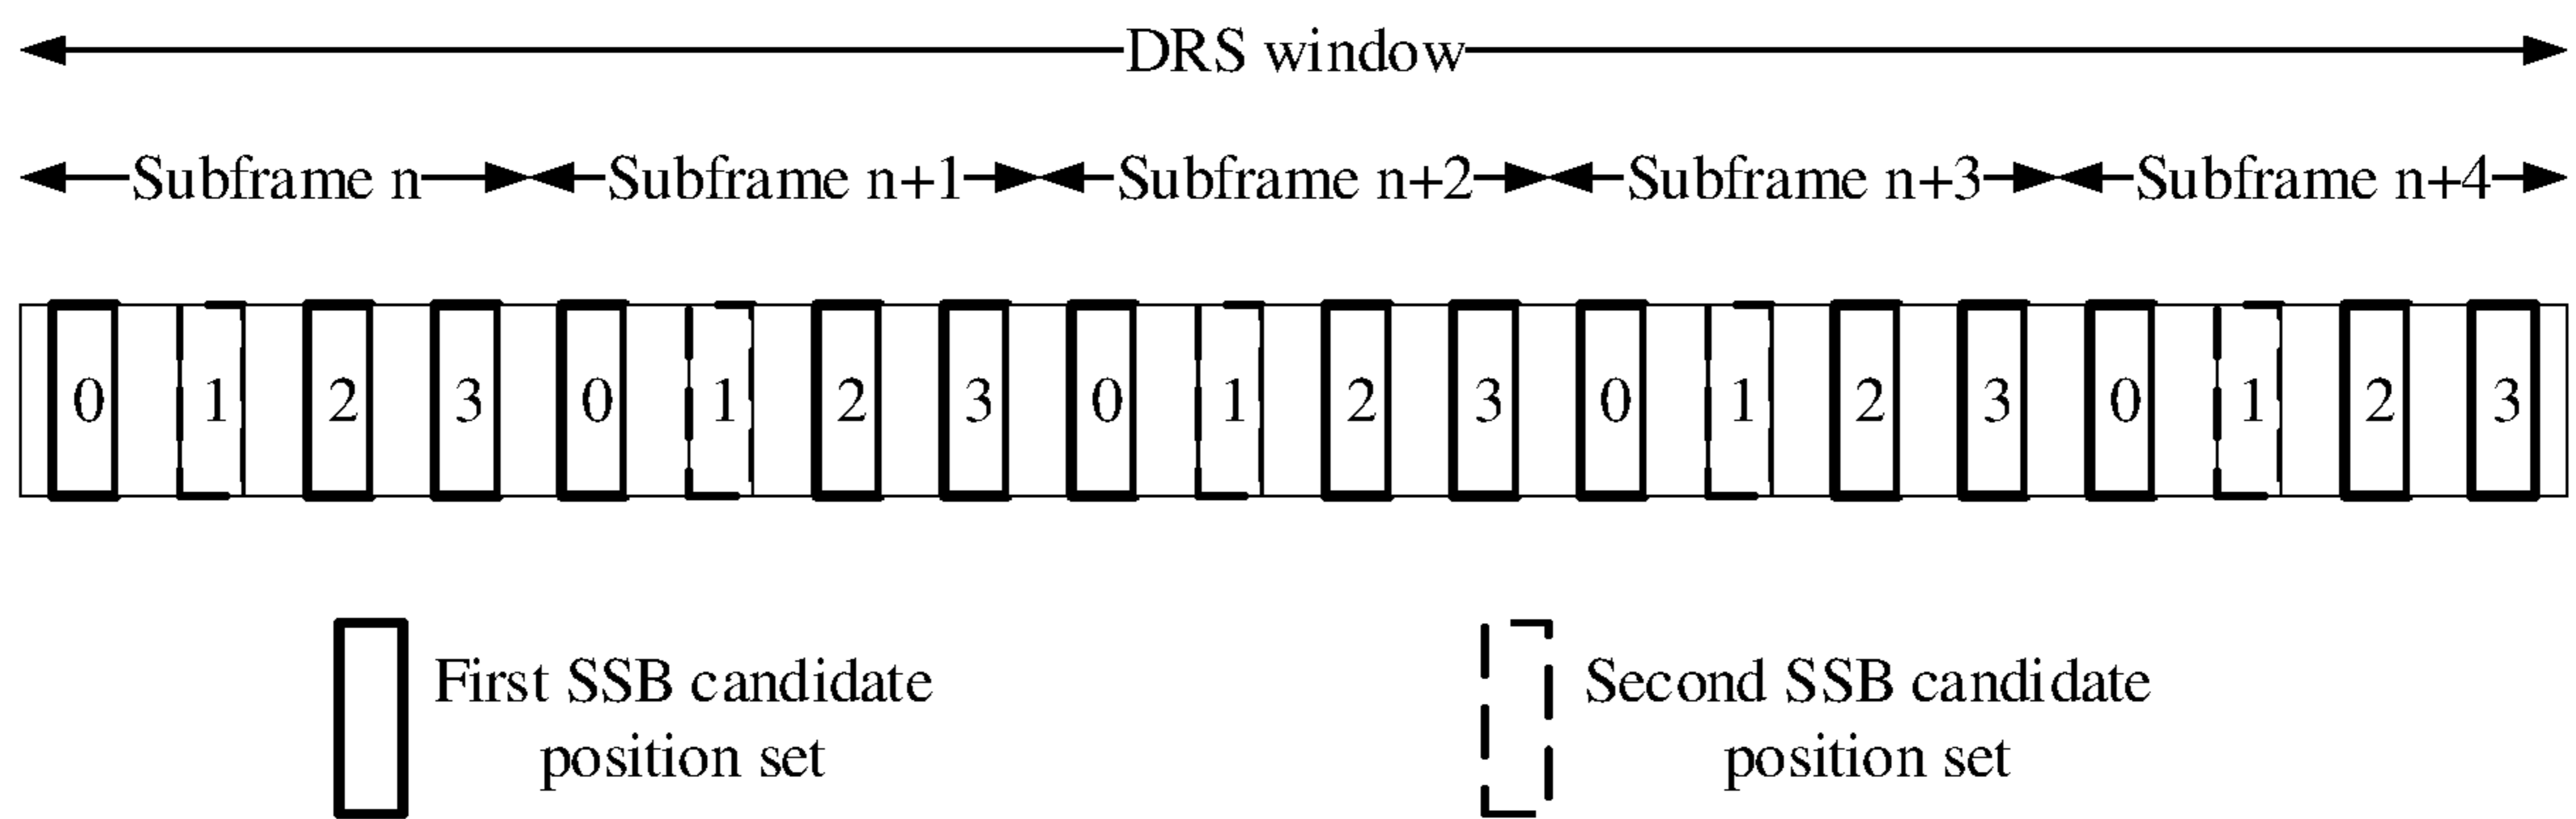 DRS window
Subframe n Subframe n+1 Subframe n+2 Subframe n+3 Subframe n+4
0 1 2 3 0 1 2 3 0 1 2 3 0 1 2 3 0 1 2 3
First SSB candidate
position set
Second SSB candidate
position set